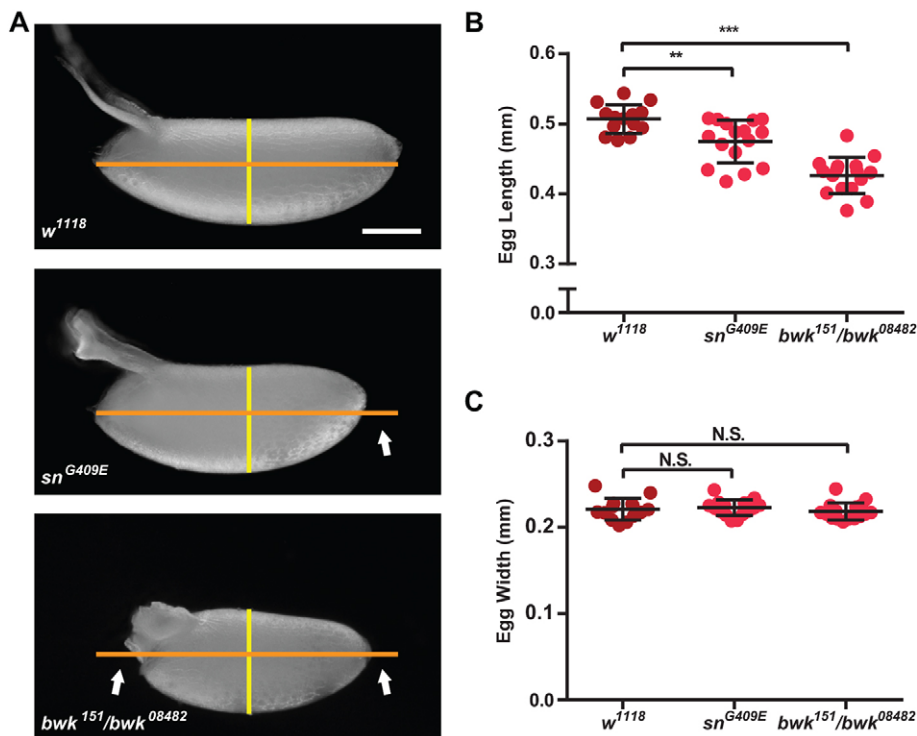 A
w1118
snG409E
bwk151/bwk08482
B
***
**
0.6
0.5
0.4
0.3
0.0
Egg Length (mm)
w1118 snG409E bwk151/bwk08482
C
N.S.
N.S.
0.3
0.2
0.1
0.0
Egg Width (mm)
w1118 snG409E bwk151/bwk08482